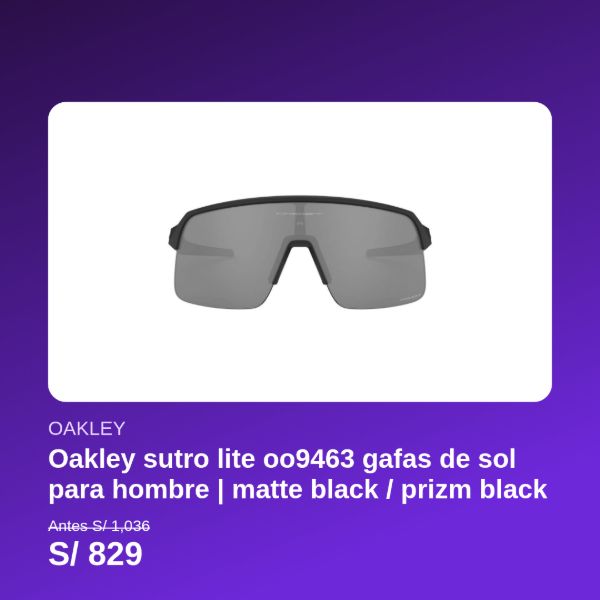 OAKLEY
Oakley sutro lite oo9463 gafas de sol
para hombre | matte black / prizm black
Antes S/ 1,036
S/ 829